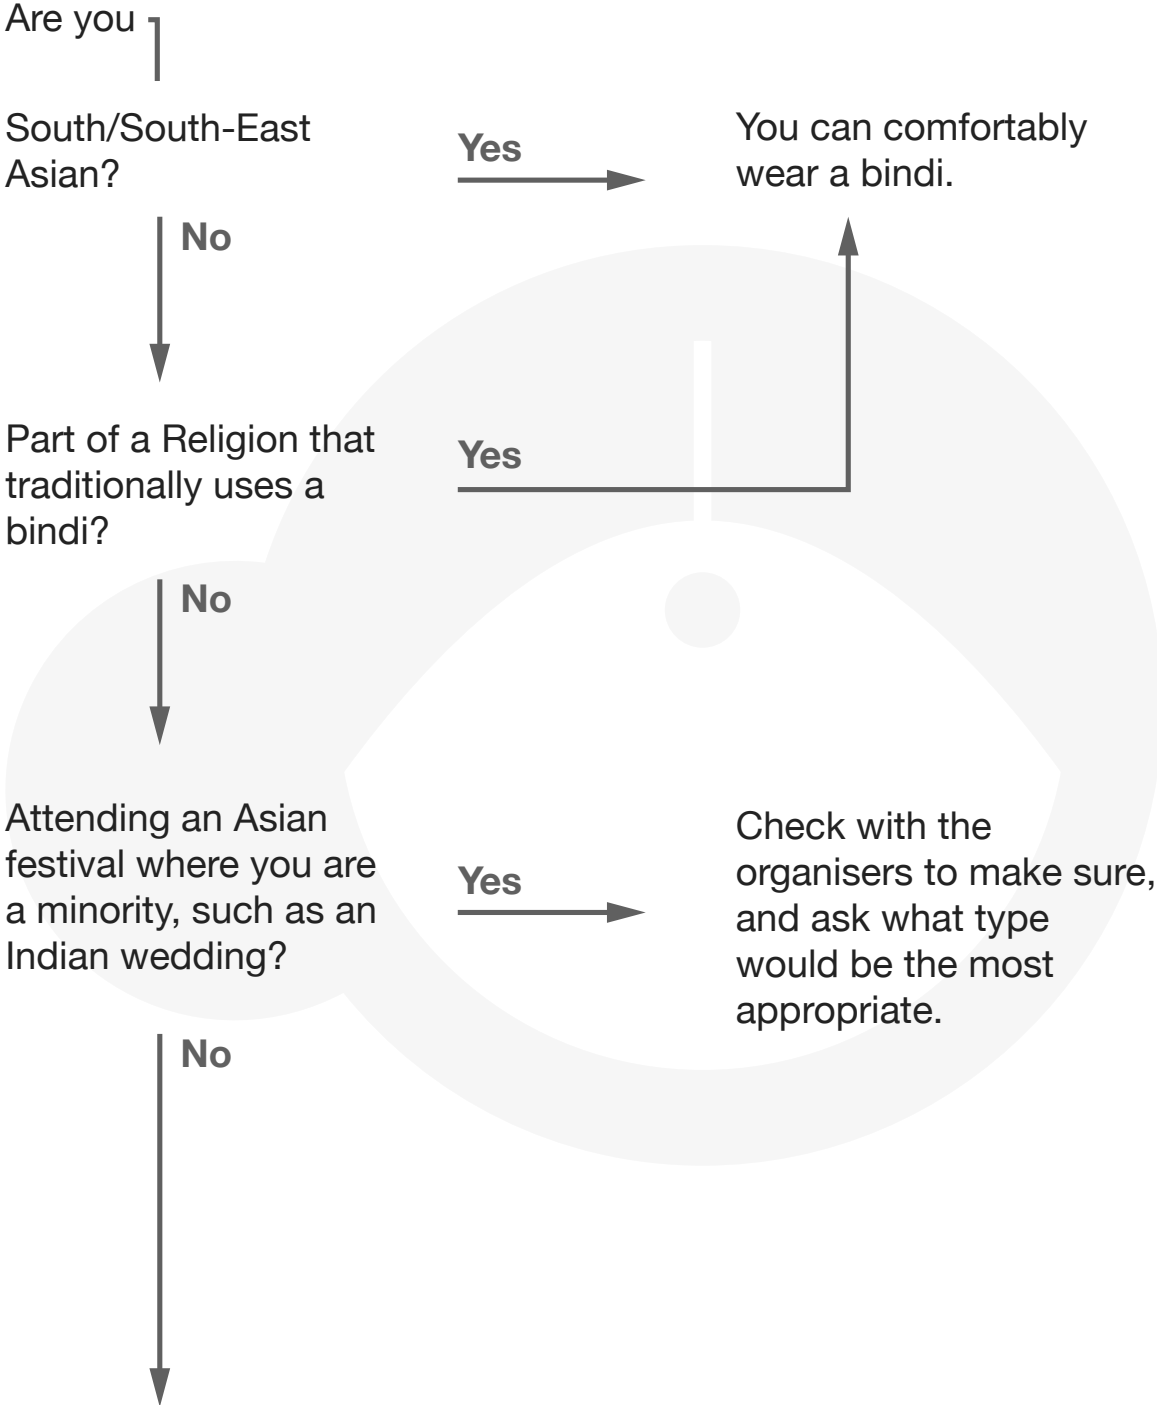 Are you
South/South-East
Asian?
Yes
You can comfortably
wear a bindi.
No
Part of a Religion that
traditionally uses a
bindi?
Yes
No
Attending an Asian
festival where you are
a minority, such as an
Indian wedding?
Yes
Check with the
organisers to make sure,
and ask what type
would be the most
appropriate.
No